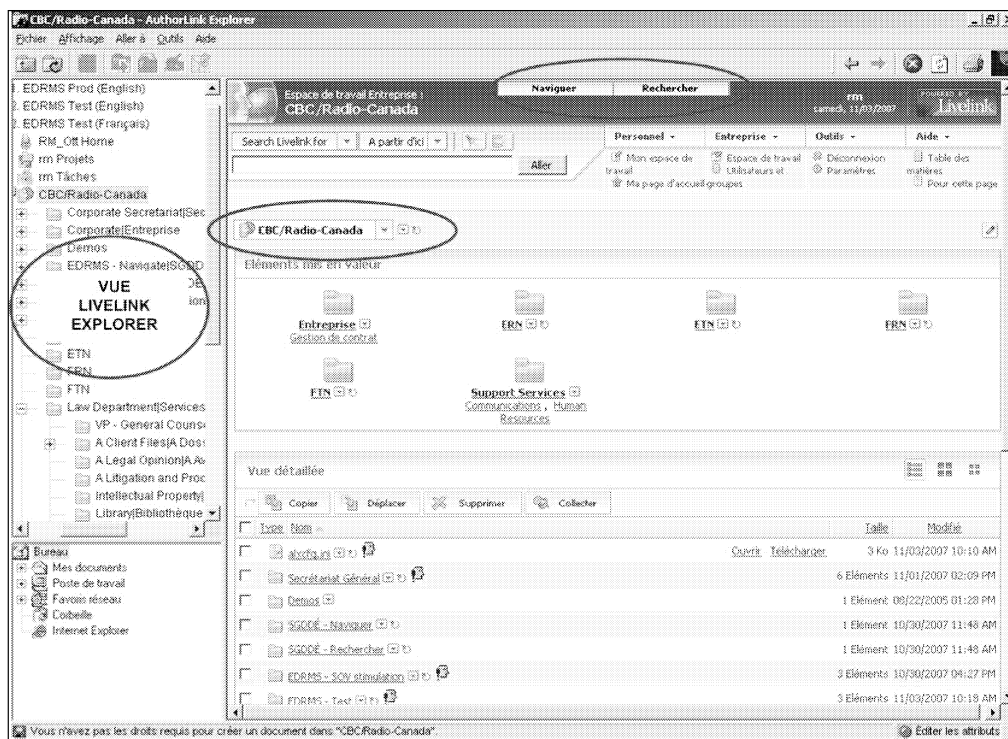 CBC/Radio-Canada - AuthorLink Explorer
Fichier Affichage Aller à Outils Aide
1. EDRMS Prod (English)
2. EDRMS Test (English)
2. EDRMS Test (Français)
RM_Ott Home
rm Projets
rm Tâches
CBC/Radio-Canada
Corporate Secretariat|Sec
Corporate|Entreprise
Demos
EDRMS - Navigate|SGDD
VUE
LIVELINK
EXPLORER
ETN
FRN
FTN
Law Department|Services
VP - General Couns
A Client Files|A Dos
A Legal Opinion|A Av
A Litigation and Proc
Intellectual Property|
Library|Bibliothèque
Bureau
Mes documents
Poste de travail
Favoris réseau
Corbeille
Internet Explorer
Espace de travail Entreprise :
CBC/Radio-Canada
Naviguer Rechercher
rm
samedi, 11/03/2007
POWERED BY
Livelink
Search Livelink for A partir d'ici
Aller
Personnel Entreprise Outils Aide
Mon espace de travail
Ma page d'accueil
Espace de travail
Utilisateurs et groupes
Déconnexion
Paramètres
Table des matières
Pour cette page
CBC/Radio-Canada
Eléments mis en valeur
Entreprise ERN ETN FRN
Gestion de contrat
FTN Support Services
Communications , Human
Resources
Vue détaillée
Copier Déplacer Supprimer Collecter
Type Nom Taille Modifié
Ouvrir Télécharger 3 Ko 11/03/2007 10:10 AM
Secrétariat Général 6 Eléments 11/01/2007 02:09 PM
Demos 1 Elément 08/22/2005 01:28 PM
SGDDÉ - Naviguer 1 Elément 10/30/2007 11:48 AM
SGDDÉ - Rechercher 1 Elément 10/30/2007 11:48 AM
EDRMS - SOV stimulation 3 Eléments 10/30/2007 04:27 PM
EDRMS - Test 3 Eléments 11/03/2007 10:18 AM
Vous n'avez pas les droits requis pour créer un document dans "CBC/Radio-Canada". Editer les attributs